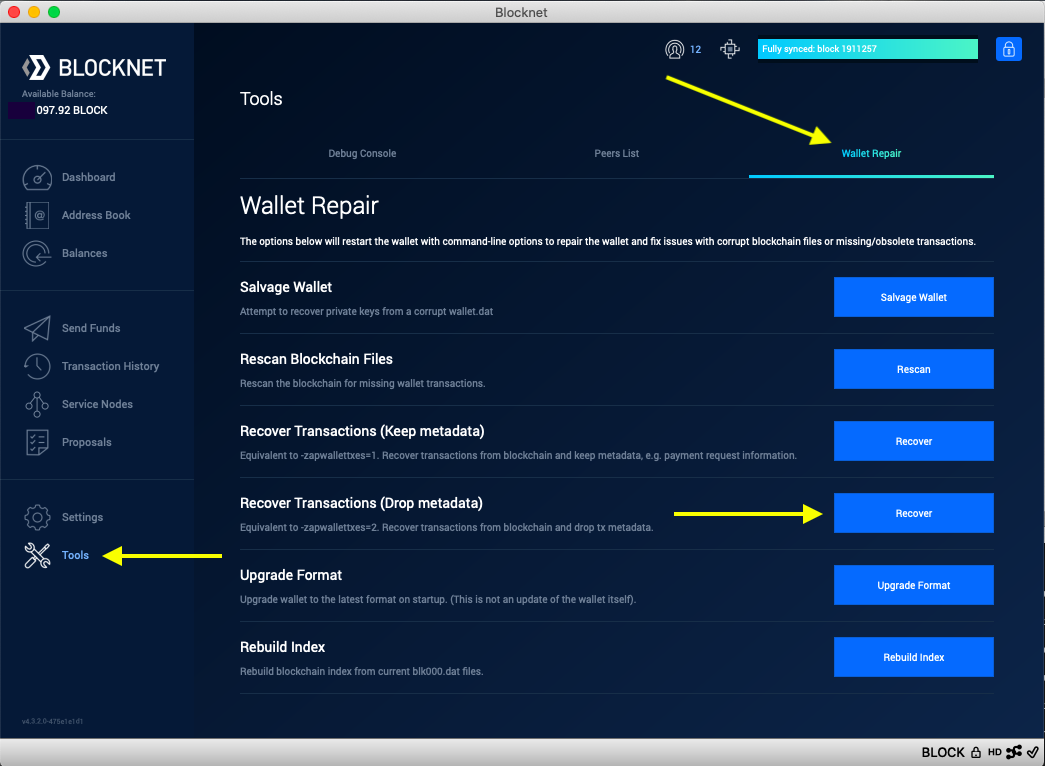 Blocknet
BLOCKNET
Available Balance:
097.92 BLOCK
Dashboard
Address Book
Balances
Send Funds
Transaction History
Service Nodes
Proposals
Settings
Tools
v4.3.2.0-475e1e1f1
12
Fully synced: block 1911257
Tools
Debug Console
Peers List
Wallet Repair
Wallet Repair
The options below will restart the wallet with command-line options to repair the wallet and fix issues with corrupt blockchain files or missing/obsolete transactions.
Salvage Wallet
Attempt to recover private keys from a corrupt wallet.dat
Salvage Wallet
Rescan Blockchain Files
Rescan the blockchain for missing wallet transactions.
Rescan
Recover Transactions (Keep metadata)
Equivalent to -zapwallettxes=1. Recover transactions from blockchain and keep metadata, e.g. payment request information.
Recover
Recover Transactions (Drop metadata)
Equivalent to -zapwallettxes=2. Recover transactions from blockchain and drop tx metadata.
Recover
Upgrade Format
Upgrade wallet to the latest format on startup. (This is not an update of the wallet itself).
Upgrade Format
Rebuild Index
Rebuild blockchain index from current blk000.dat files.
Rebuild Index
BLOCK
HD